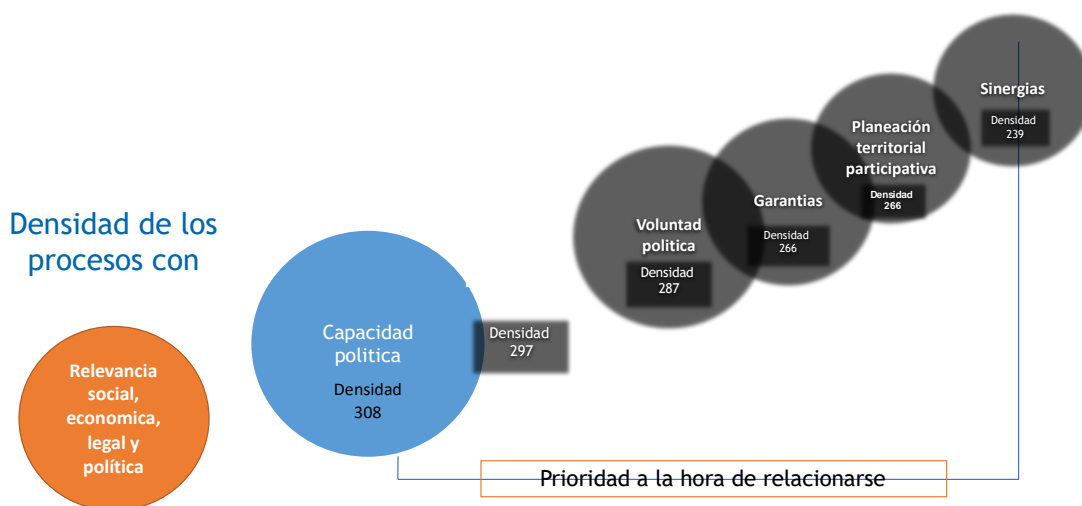 Densidad de los
procesos con
Relevancia
social,
economica,
legal y
política
Capacidad
politica
Densidad
308
Densidad
297
Voluntad
politica
Densidad
287
Garantias
Densidad
266
Planeación
territorial
participativa
Densidad
266
Sinergias
Densidad
239
Prioridad a la hora de relacionarse